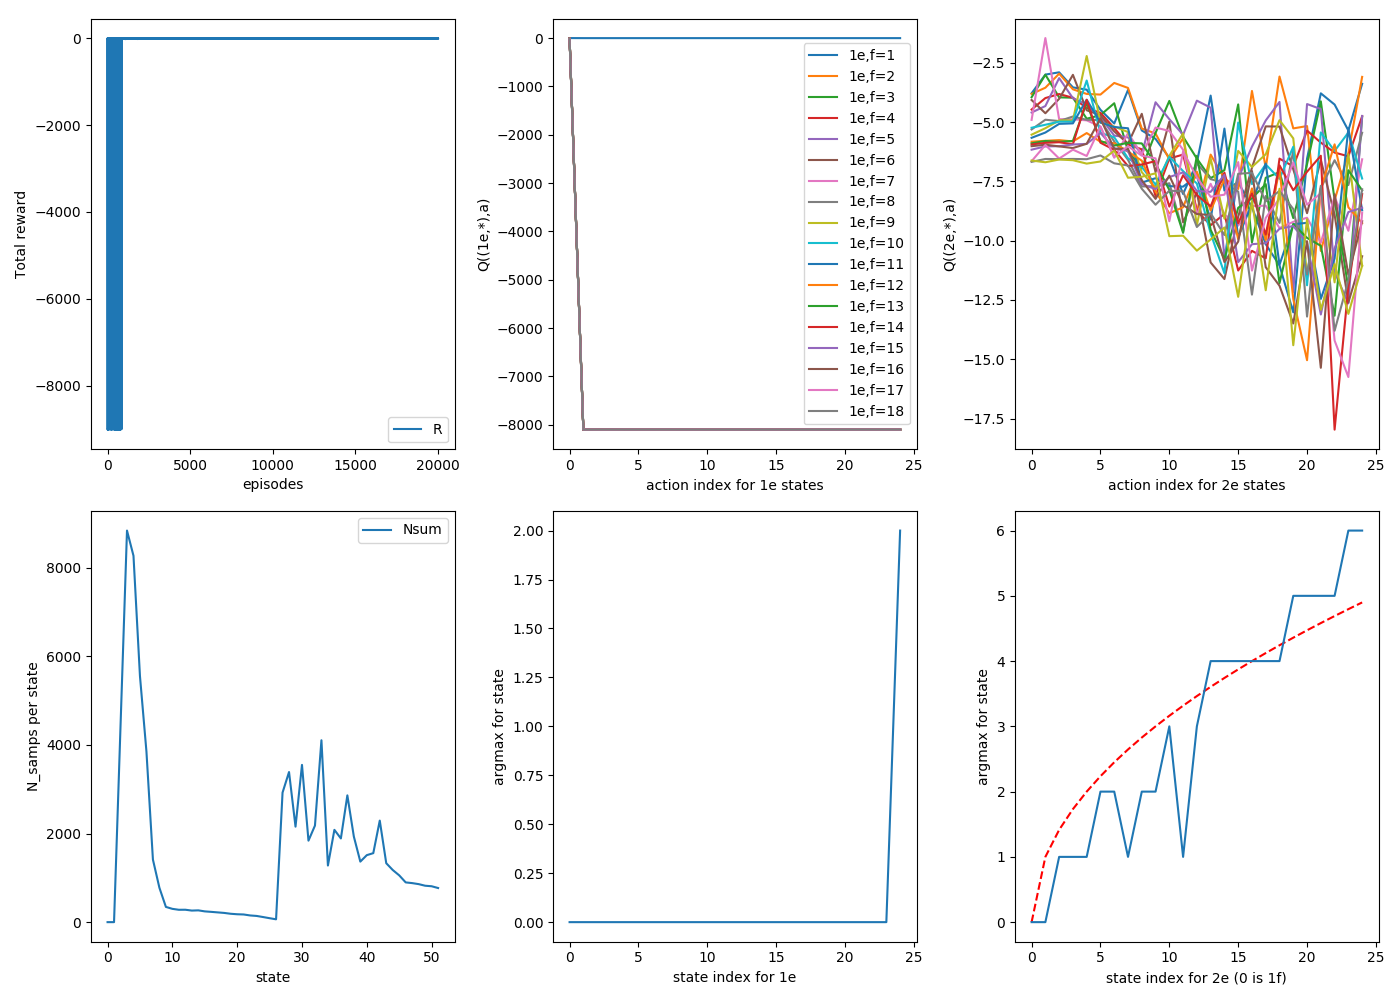 0
−2000
−4000
−6000
−8000
Total reward
0 5000 10000 15000 20000
episodes
R
0
−1000
−2000
−3000
−4000
−5000
−6000
−7000
−8000
Q((1e,*),a)
0 5 10 15 20 25
action index for 1e states
1e,f=1
1e,f=2
1e,f=3
1e,f=4
1e,f=5
1e,f=6
1e,f=7
1e,f=8
1e,f=9
1e,f=10
1e,f=11
1e,f=12
1e,f=13
1e,f=14
1e,f=15
1e,f=16
1e,f=17
1e,f=18
−2.5
−5.0
−7.5
−10.0
−12.5
−15.0
−17.5
Q((2e,*),a)
0 5 10 15 20 25
action index for 2e states
8000
6000
4000
2000
0
N_samps per state
0 10 20 30 40 50
state
Nsum
2.00
1.75
1.50
1.25
1.00
0.75
0.50
0.25
0.00
argmax for state
0 5 10 15 20 25
state index for 1e
6
5
4
3
2
1
0
argmax for state
0 5 10 15 20 25
state index for 2e (0 is 1f)